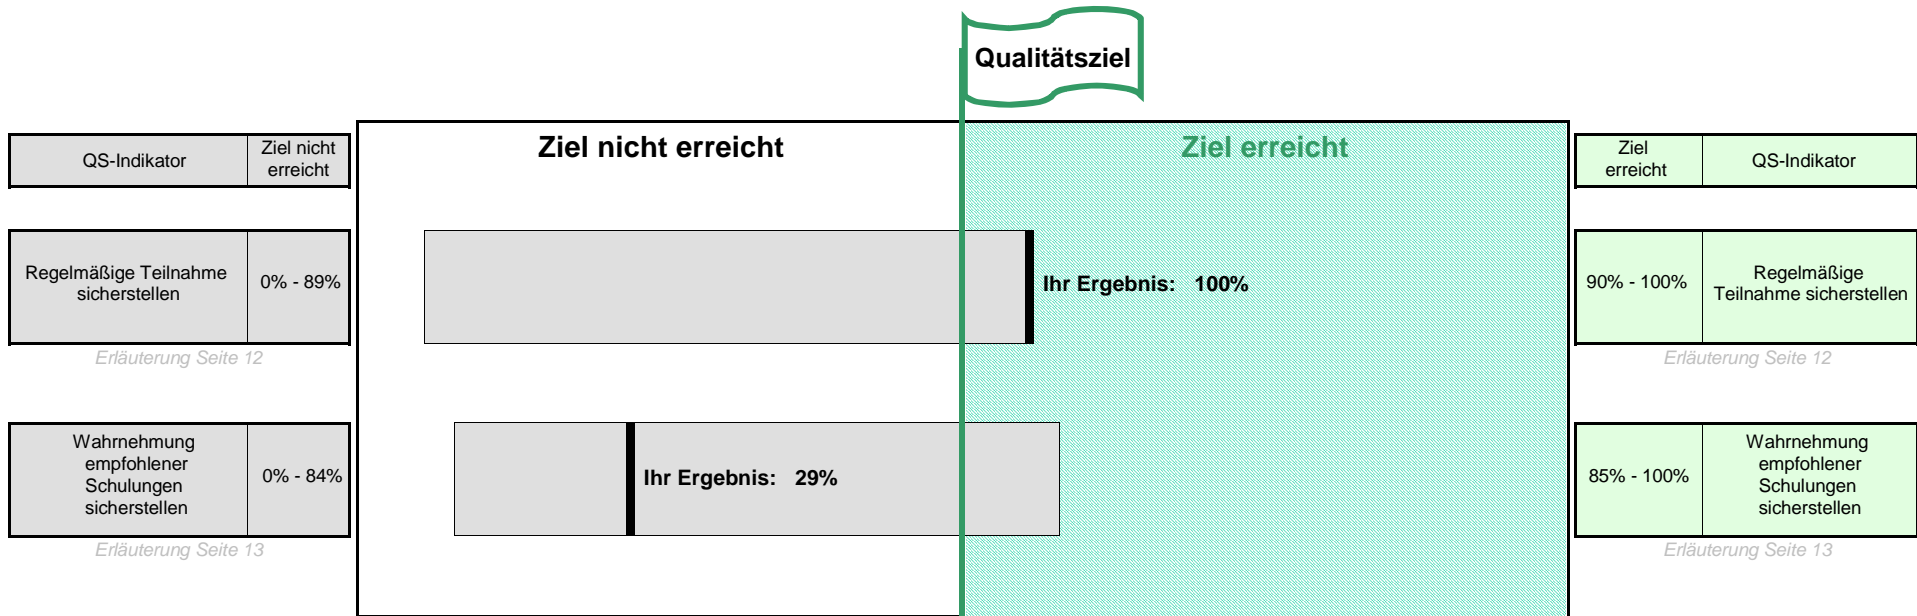 Qualitätsziel
Ziel nicht erreicht
Ziel erreicht
QS-Indikator
Ziel nicht
erreicht
Ziel
erreicht
QS-Indikator
Regelmäßige Teilnahme
sicherstellen
0% - 89%
Ihr Ergebnis: 100%
90% - 100%
Regelmäßige
Teilnahme sicherstellen
Erläuterung Seite 12
Erläuterung Seite 12
Wahrnehmung
empfohlener
Schulungen
sicherstellen
0% - 84%
Ihr Ergebnis: 29%
85% - 100%
Wahrnehmung
empfohlener
Schulungen
sicherstellen
Erläuterung Seite 13
Erläuterung Seite 13